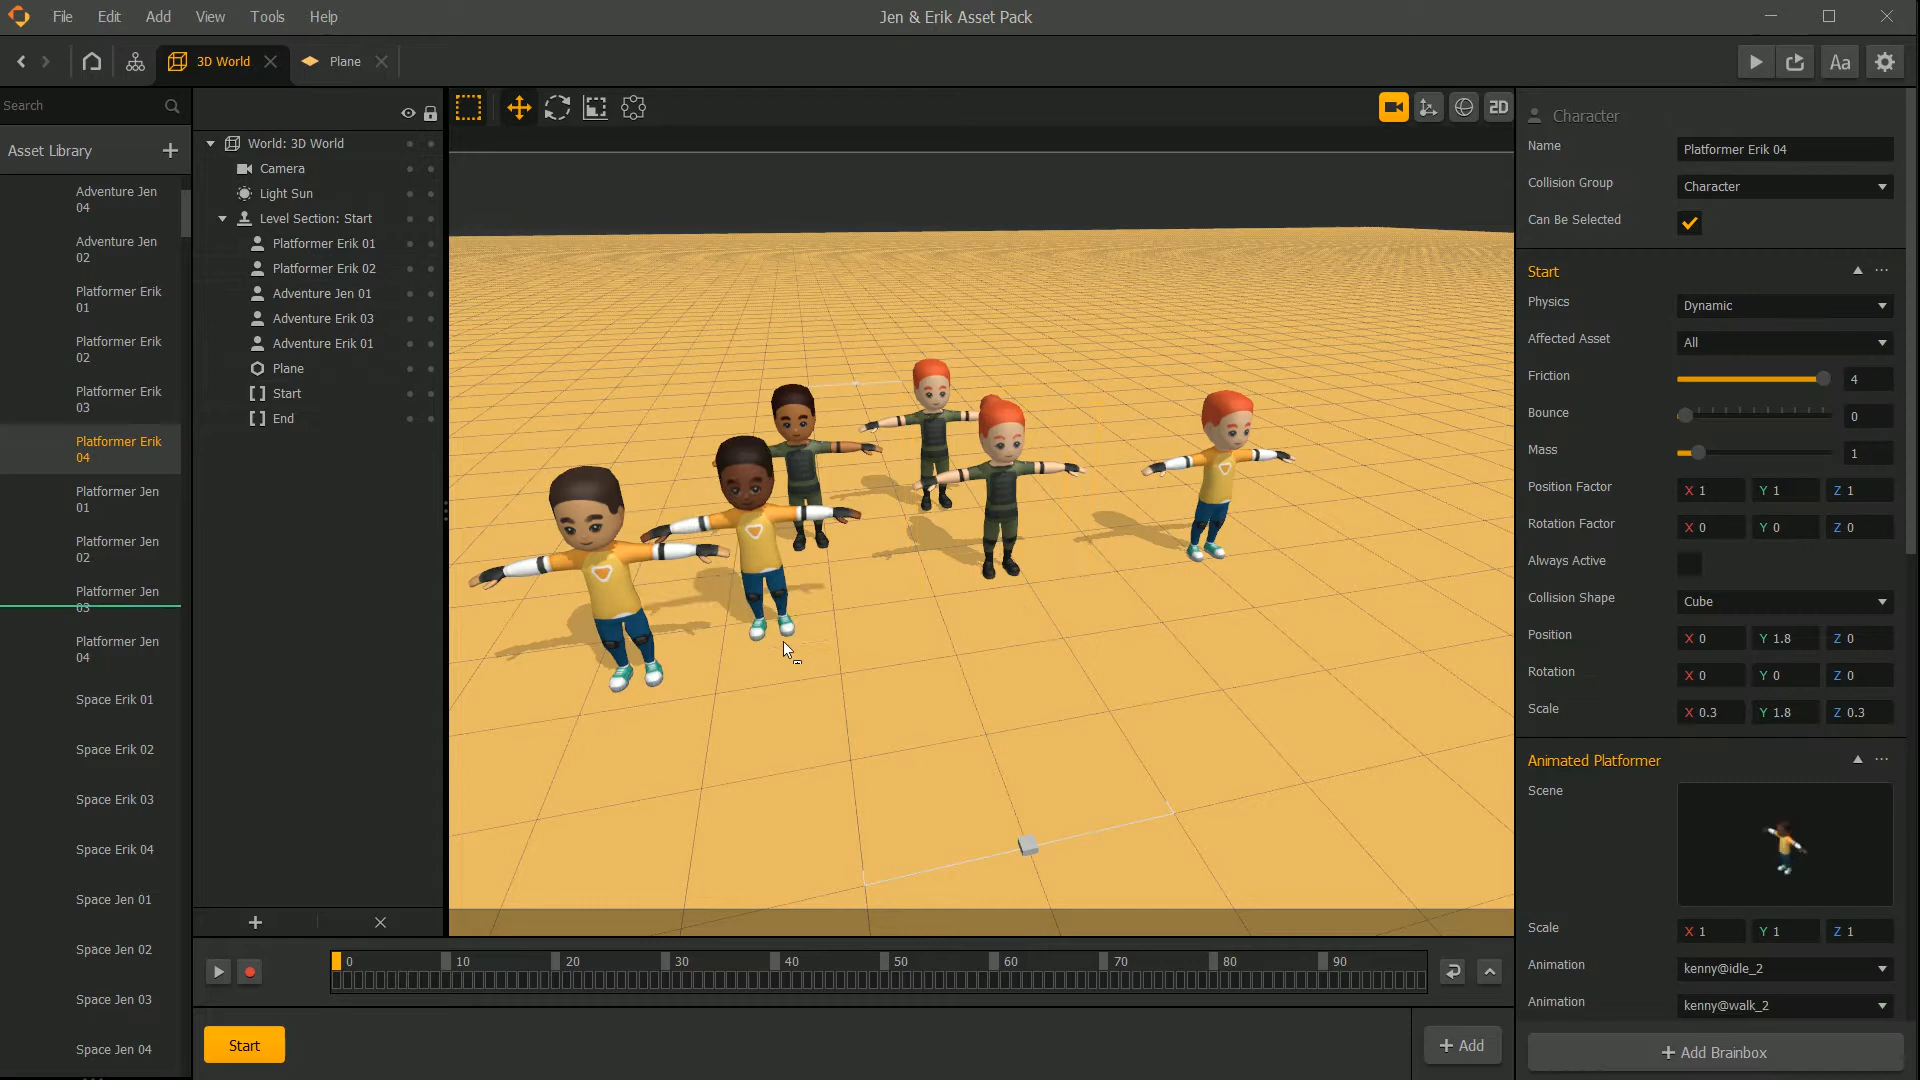 File Edit Add View Tools Help
Jen & Erik Asset Pack
3D World
Plane
Aa
Search
Asset Library
Adventure Jen
04
Adventure Jen
02
Platformer Erik
01
Platformer Erik
02
Platformer Erik
03
Platformer Erik
04
Platformer Jen
01
Platformer Jen
02
Platformer Jen
03
Platformer Jen
04
Space Erik 01
Space Erik 02
Space Erik 03
Space Erik 04
Space Jen 01
Space Jen 02
Space Jen 03
Space Jen 04
World: 3D World
Camera
Light Sun
Level Section: Start
Platformer Erik 01
Platformer Erik 02
Adventure Jen 01
Adventure Erik 03
Adventure Erik 01
Plane
Start
End
2D
0 10 20 30 40 50 60 70 80 90
Start
+ Add
Character
Name Platformer Erik 04
Collision Group Character
Can Be Selected
Start
Physics Dynamic
Affected Asset All
Friction 4
Bounce 0
Mass 1
Position Factor X 1 Y 1 Z 1
Rotation Factor X 0 Y 0 Z 0
Always Active
Collision Shape Cube
Position X 0 Y 1.8 Z 0
Rotation X 0 Y 0 Z 0
Scale X 0.3 Y 1.8 Z 0.3
Animated Platformer
Scene
Scale X 1 Y 1 Z 1
Animation kenny@idle_2
Animation kenny@walk_2
+ Add Brainbox